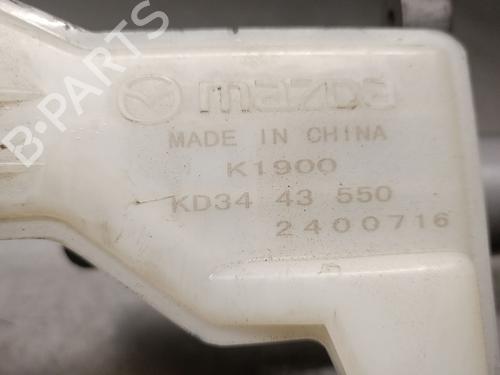 B-PARTS
mazda
MADE IN CHINA
K1900
KD34 43 550
2400716